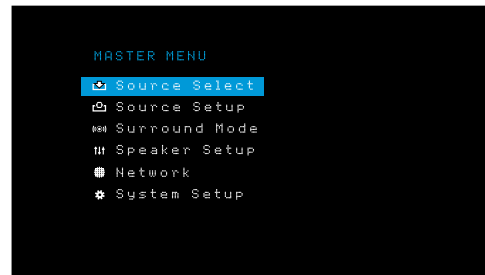 MASTER MENU
Source Select
Source Setup
Surround Mode
Speaker Setup
Network
System Setup